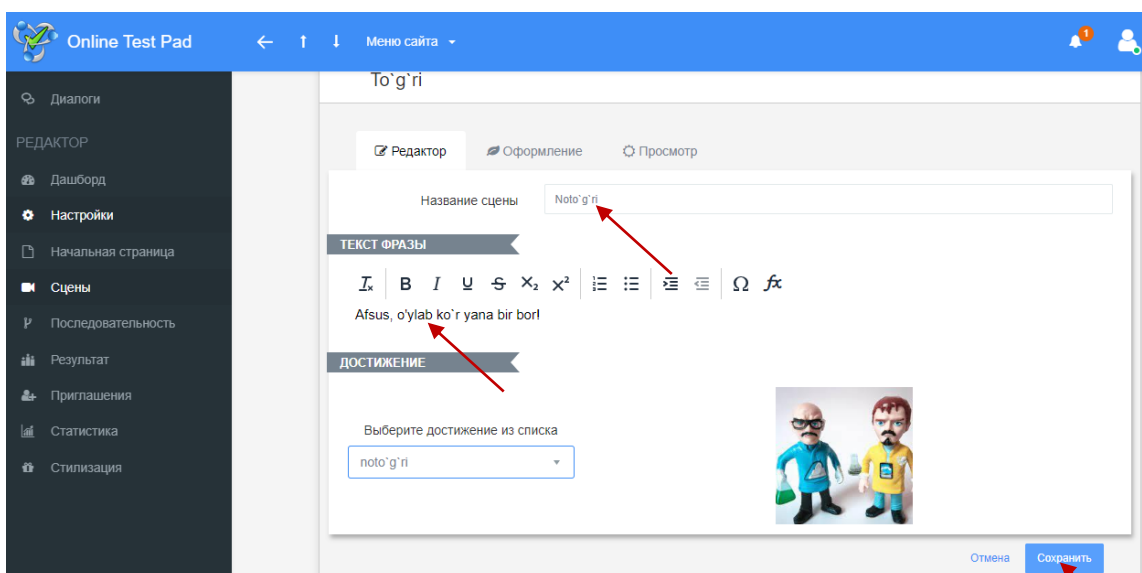 Online Test Pad
Меню сайта
1
Диалоги
РЕДАКТОР
Дашборд
Настройки
Начальная страница
Сцены
Последовательность
Результат
Приглашения
Статистика
Стилизация
To`g`ri
Редактор Оформление Просмотр
Название сцены Noto`g`ri
ТЕКСТ ФРАЗЫ
Afsus, o'ylab ko`r yana bir bor!
ДОСТИЖЕНИЕ
Выберите достижение из списка
noto`g`ri
Отмена Сохранить